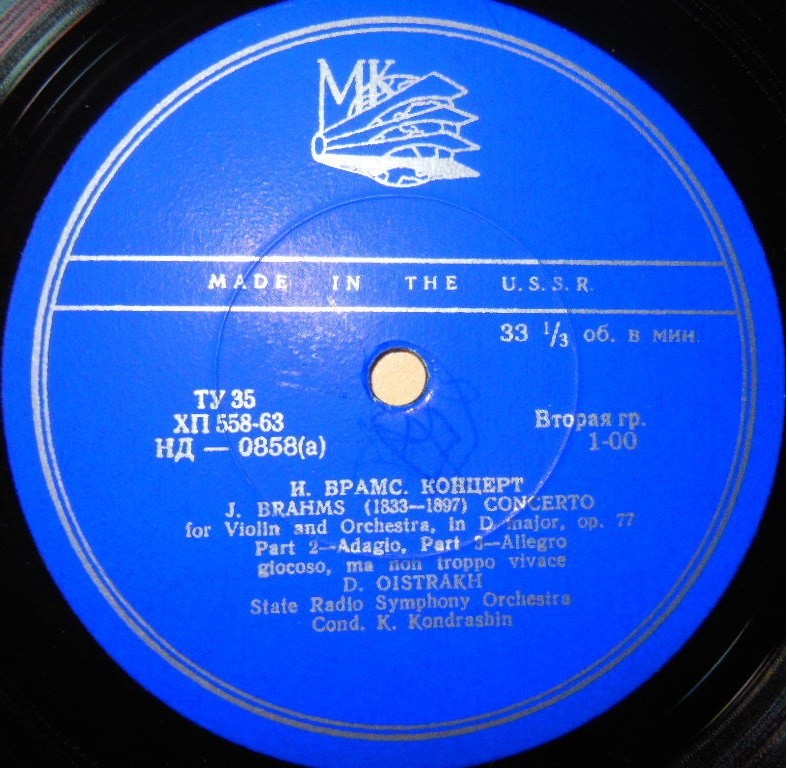 МК
MADE IN THE U.S.S.R.
33 1/3 об. в мин.
ТУ 35
ХП 558-63
НД — 0858(а)
Вторая гр.
1-00
И. БРАМС. КОНЦЕРТ
J. BRAHMS (1833—1897) CONCERTO
for Violin and Orchestra, in D major, op. 77
Part 2—Adagio, Part 3—Allegro
giocoso, ma non troppo vivace
D. OISTRAKH
State Radio Symphony Orchestra
Cond. K. Kondrashin